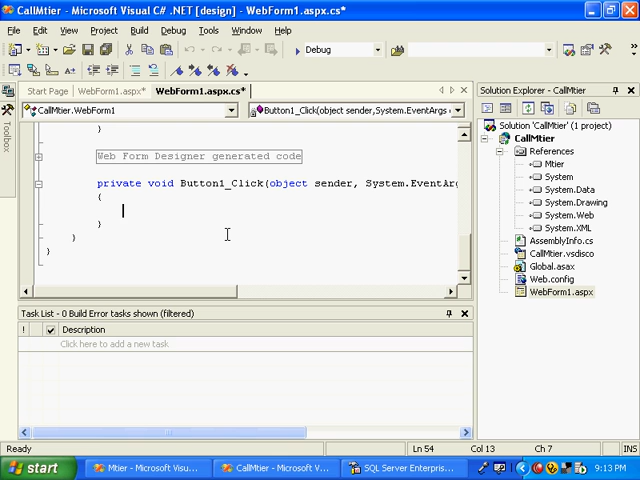 CallMtier - Microsoft Visual C# .NET [design] - WebForm1.aspx.cs*
File Edit View Project Build Debug Tools Window Help
Debug
Start Page WebForm1.aspx* WebForm1.aspx.cs*
CallMtier.WebForm1 Button1_Click(object sender,System.EventArgs e
}
Web Form Designer generated code
private void Button1_Click(object sender, System.EventArg
{
}
}
}
Toolbox
Task List - 0 Build Error tasks shown (filtered)
! Description
Click here to add a new task
Solution Explorer - CallMtier
Solution 'CallMtier' (1 project)
CallMtier
References
Mtier
System
System.Data
System.Drawing
System.Web
System.XML
AssemblyInfo.cs
CallMtier.vsdisco
Global.asax
Web.config
WebForm1.aspx
Ready Ln 54 Col 13 Ch 7 INS
start Mtier - Microsoft Visu... CallMtier - Microsoft V... SQL Server Enterpris... 9:13 PM